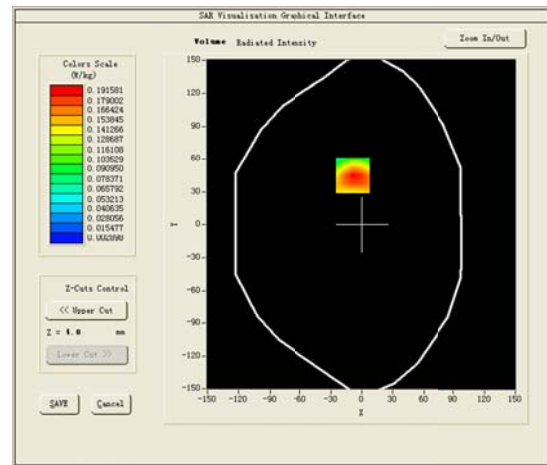 SAR Visualisation Graphical Interface
Volume Radiated Intensity
Zoom In/Out
Colors Scale
(W/kg)
0.191581
0.179002
0.166424
0.153845
0.141266
0.128687
0.116108
0.103529
0.090950
0.078371
0.065792
0.053213
0.040635
0.028056
0.015477
0.002898
150
120
90
60
30
0
-30
-60
-90
-120
-150
Y
-150 -120 -90 -60 -30 0 30 60 90 120 150
X
Z-Cuts Control
<< Upper Cut
Z = 4.0 mm
Lower Cut >>
SAVE Cancel